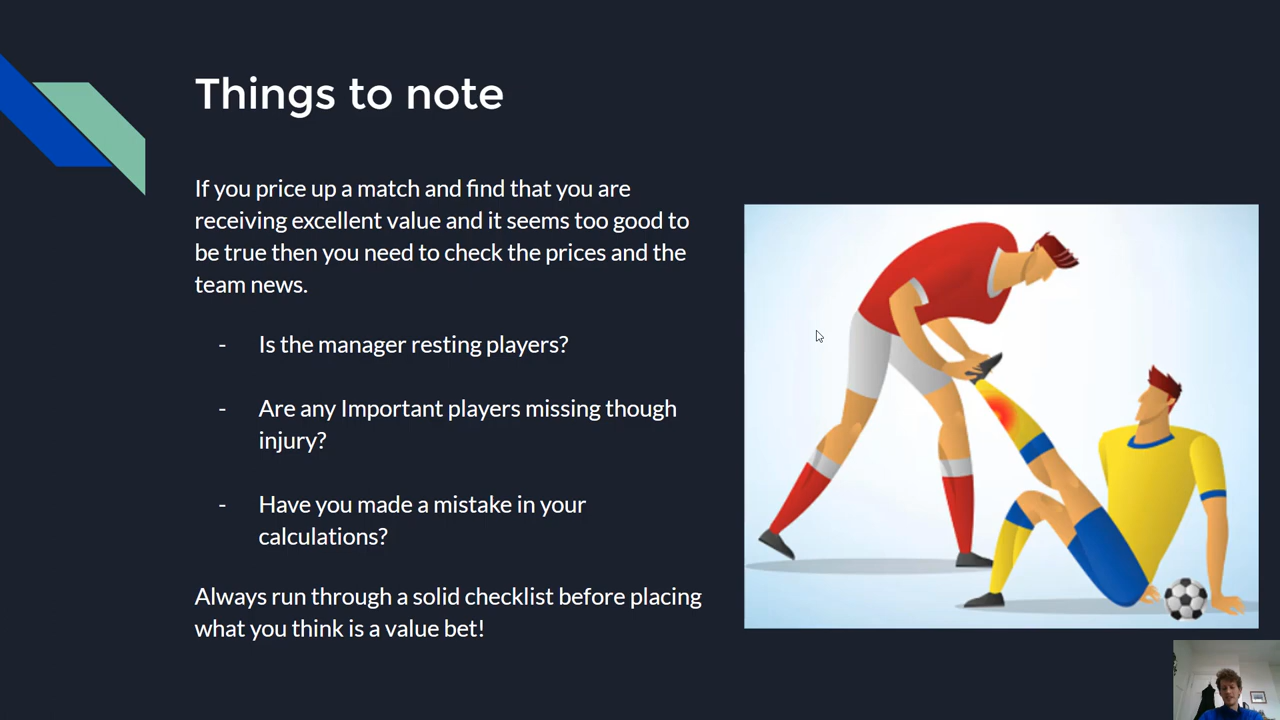 Things to note
If you price up a match and find that you are
receiving excellent value and it seems too good to
be true then you need to check the prices and the
team news.
- Is the manager resting players?
- Are any Important players missing though
injury?
- Have you made a mistake in your
calculations?
Always run through a solid checklist before placing
what you think is a value bet!